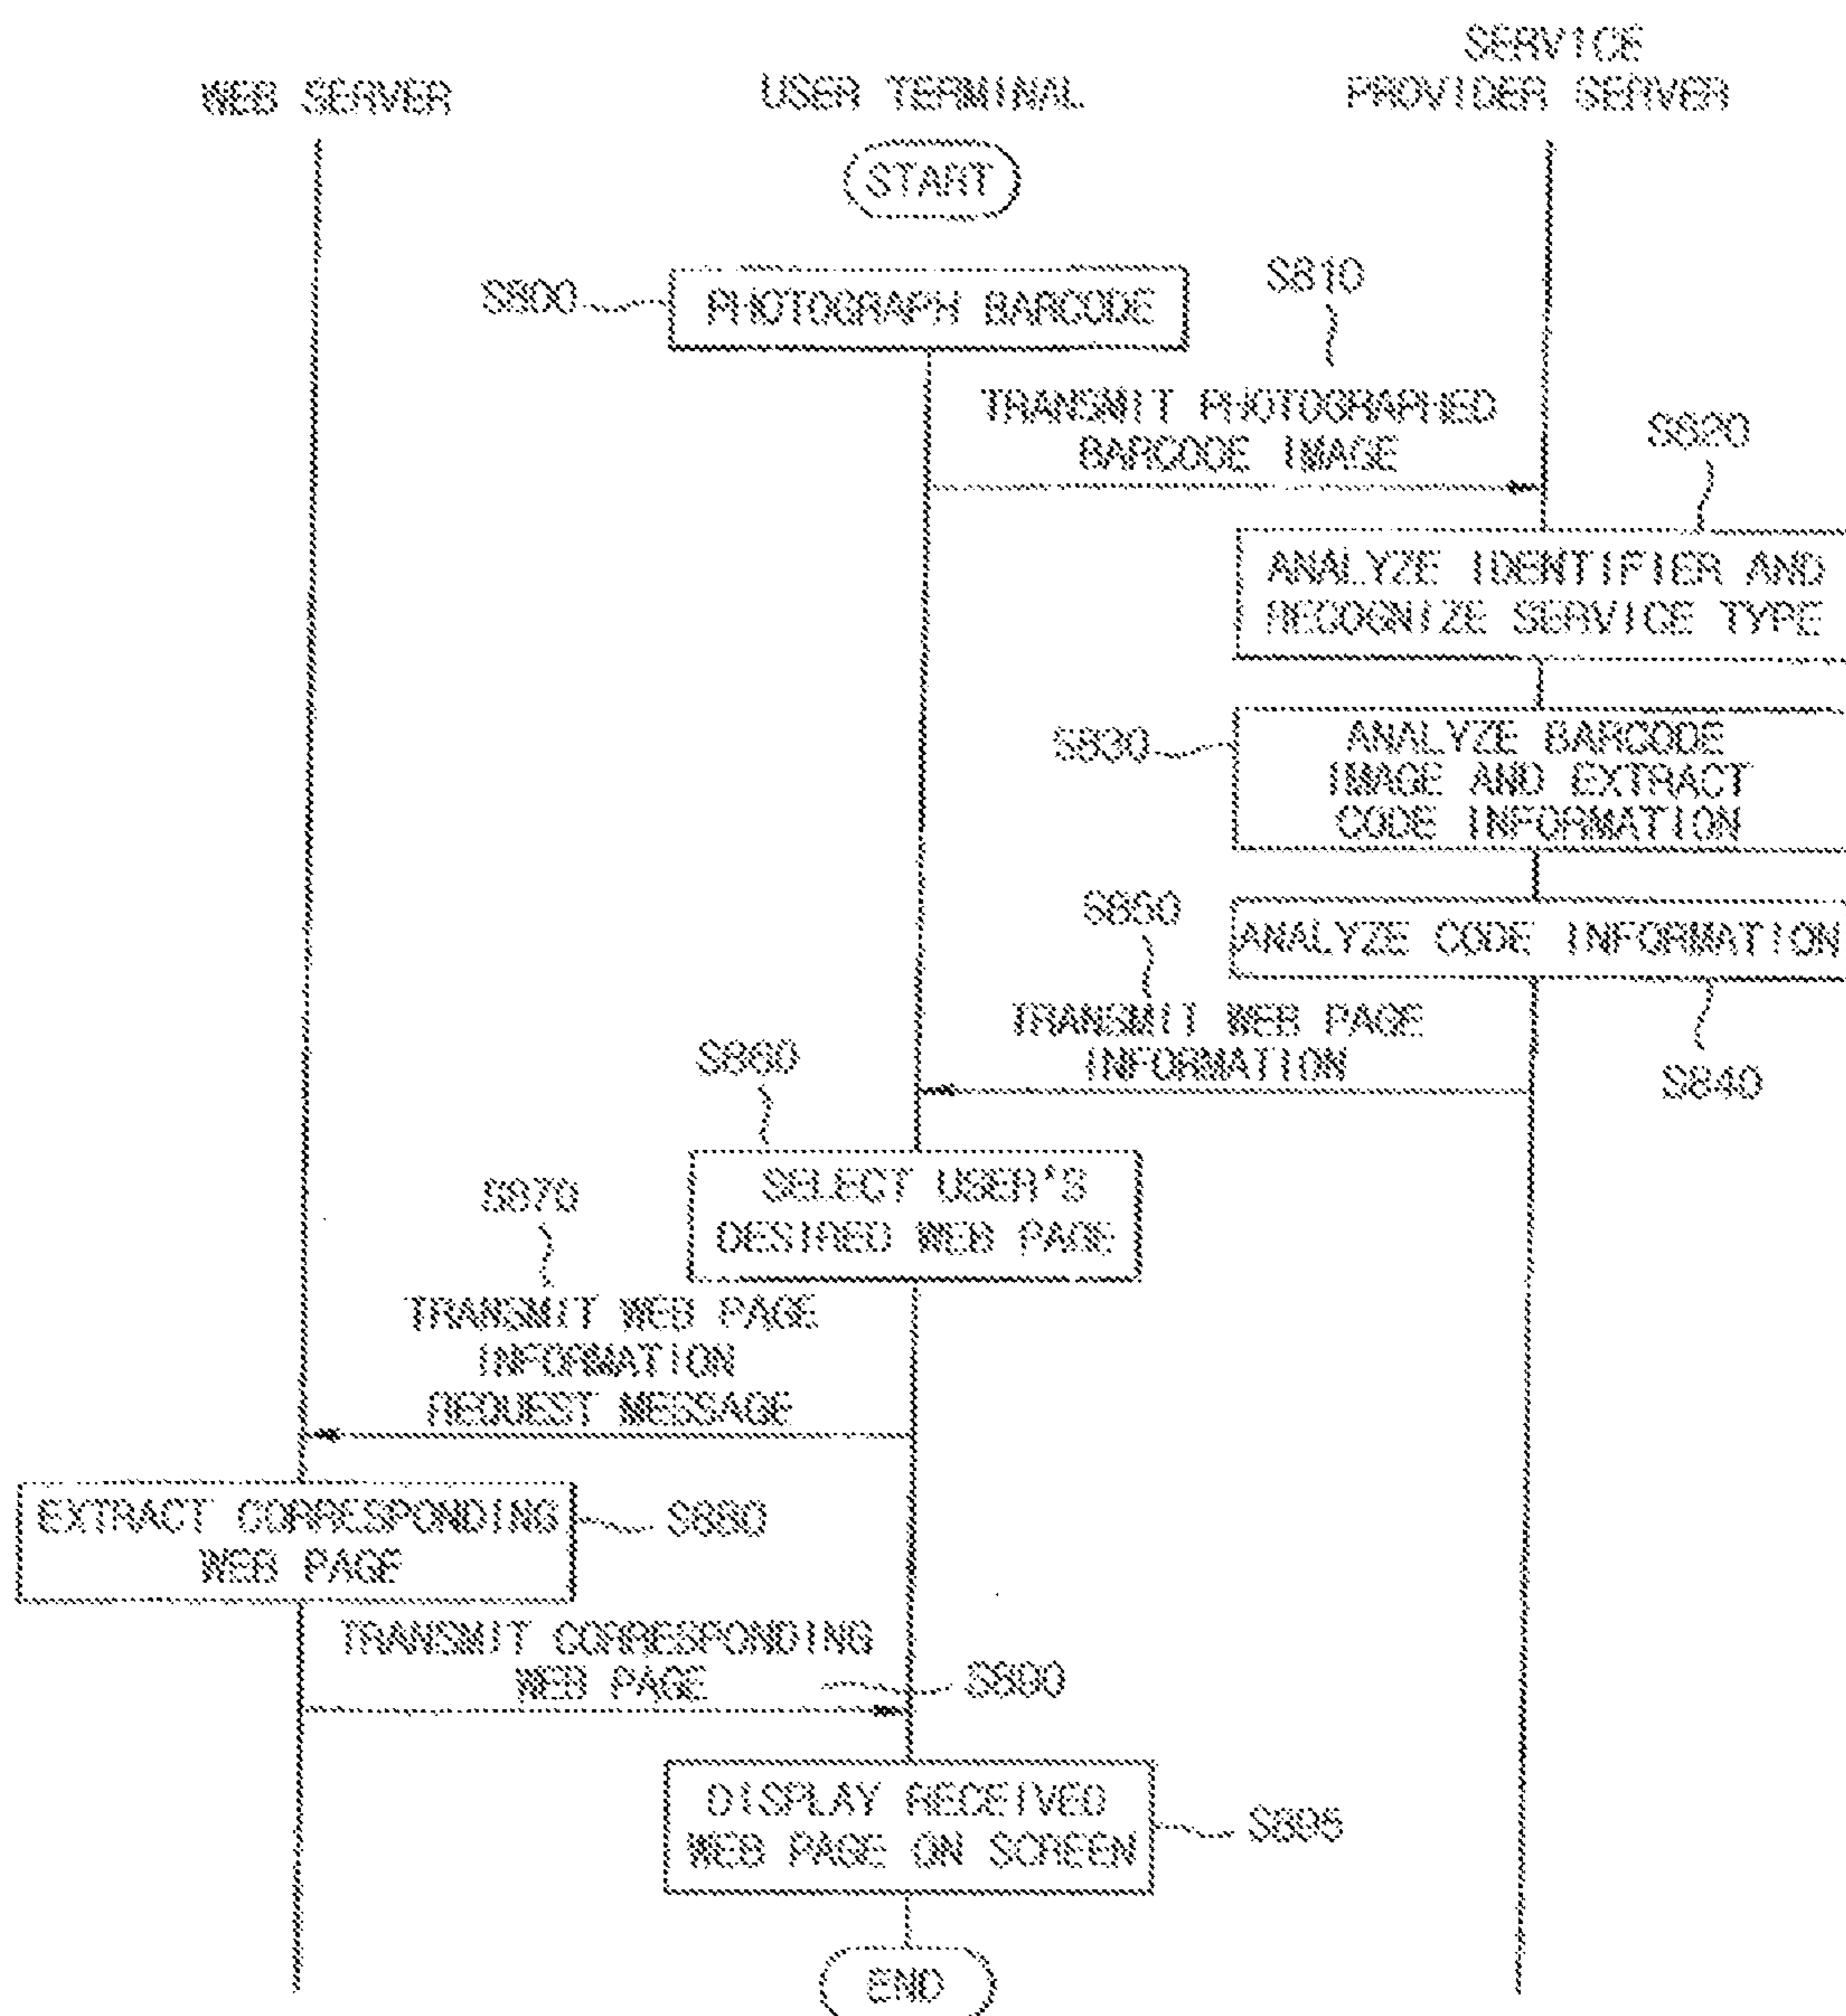 WEB SERVER
USER TERMINAL
SERVICE
PROVIDER SERVER
START
S800
PHOTOGRAPH BARCODE
S810
TRANSMIT PHOTOGRAPHED
BARCODE IMAGE
S820
ANALYZE IDENTIFIER AND
RECOGNIZE SERVICE TYPE
S830
ANALYZE BARCODE
IMAGE AND EXTRACT
CODE INFORMATION
S850
ANALYZE CODE INFORMATION
TRANSMIT WEB PAGE
INFORMATION
S840
S860
SELECT USER'S
DESIRED WEB PAGE
S870
TRANSMIT WEB PAGE
INFORMATION
REQUEST MESSAGE
EXTRACT CORRESPONDING
WEB PAGE
S880
TRANSMIT CORRESPONDING
WEB PAGE
S890
DISPLAY RECEIVED
WEB PAGE ON SCREEN
S895
END